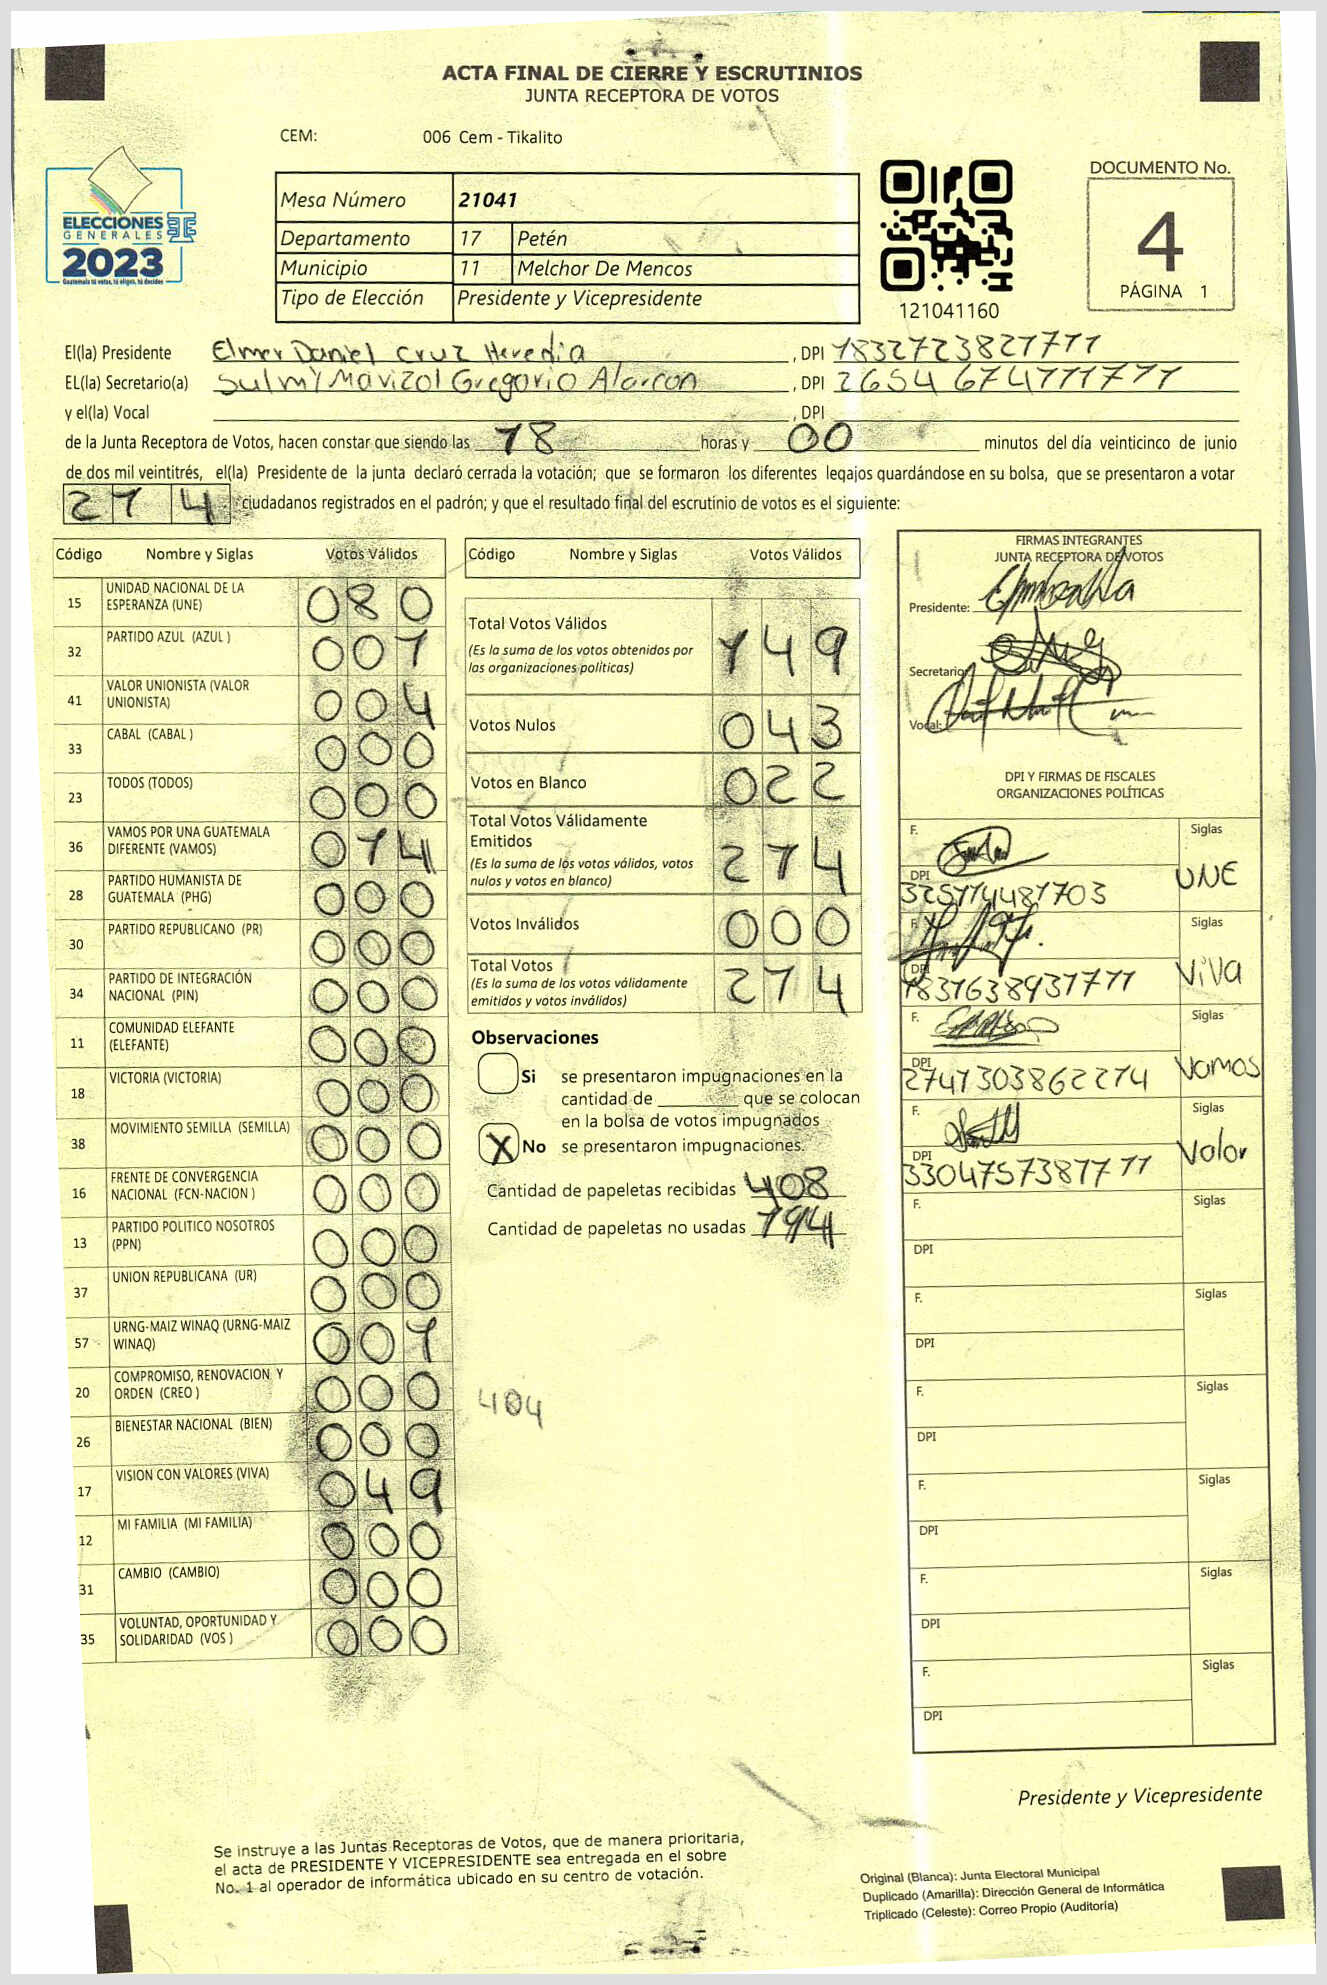 ACTA FINAL DE CIERRE Y ESCRUTINIOS
JUNTA RECEPTORA DE VOTOS
CEM: 006 Cem - Tikalito
ELECCIONES
GENERALES
2023
Guatemala tú votas, tú eliges, tú decides
Mesa Número 21041
Departamento 17 Petén
Municipio 11 Melchor De Mencos
Tipo de Elección Presidente y Vicepresidente
121041160
DOCUMENTO No.
4
PÁGINA 1
El(la) Presidente Elmer Daniel Cruz Heredia , DPI 1832723821711
EL(la) Secretario(a) Sulmy Marizol Gregorio Alarcon , DPI 2654 674111711
y el(la) Vocal , DPI
de la Junta Receptora de Votos, hacen constar que siendo las 18 horas y 00 minutos del día veinticinco de junio
de dos mil veintitrés, el(la) Presidente de la junta declaró cerrada la votación; que se formaron los diferentes legajos guardándose en su bolsa, que se presentaron a votar
214 ciudadanos registrados en el padrón; y que el resultado final del escrutinio de votos es el siguiente:
Código Nombre y Siglas Votos Válidos
15 UNIDAD NACIONAL DE LA ESPERANZA (UNE) 080
32 PARTIDO AZUL (AZUL ) 001
41 VALOR UNIONISTA (VALOR UNIONISTA) 004
33 CABAL (CABAL ) 000
23 TODOS (TODOS) 000
36 VAMOS POR UNA GUATEMALA DIFERENTE (VAMOS) 014
28 PARTIDO HUMANISTA DE GUATEMALA (PHG) 000
30 PARTIDO REPUBLICANO (PR) 000
34 PARTIDO DE INTEGRACIÓN NACIONAL (PIN) 000
11 COMUNIDAD ELEFANTE (ELEFANTE) 000
18 VICTORIA (VICTORIA) 000
38 MOVIMIENTO SEMILLA (SEMILLA) 000
16 FRENTE DE CONVERGENCIA NACIONAL (FCN-NACION ) 000
13 PARTIDO POLITICO NOSOTROS (PPN) 000
37 UNION REPUBLICANA (UR) 000
57 URNG-MAIZ WINAQ (URNG-MAIZ WINAQ) 001
20 COMPROMISO, RENOVACION Y ORDEN (CREO ) 000
26 BIENESTAR NACIONAL (BIEN) 000
17 VISION CON VALORES (VIVA) 049
12 MI FAMILIA (MI FAMILIA) 000
31 CAMBIO (CAMBIO) 000
35 VOLUNTAD, OPORTUNIDAD Y SOLIDARIDAD (VOS ) 000
Código Nombre y Siglas Votos Válidos
Total Votos Válidos 149
(Es la suma de los votos obtenidos por
las organizaciones políticas)
Votos Nulos 043
Votos en Blanco 022
Total Votos Válidamente
Emitidos 214
(Es la suma de los votos válidos, votos
nulos y votos en blanco)
Votos Inválidos 000
Total Votos 214
(Es la suma de los votos válidamente
emitidos y votos inválidos)
Observaciones
Si se presentaron impugnaciones en la
cantidad de ________ que se colocan
en la bolsa de votos impugnados
X No se presentaron impugnaciones.
Cantidad de papeletas recibidas 408
Cantidad de papeletas no usadas 194
404
FIRMAS INTEGRANTES
JUNTA RECEPTORA DE VOTOS
Presidente:
Secretario:
Vocal:
DPI Y FIRMAS DE FISCALES
ORGANIZACIONES POLÍTICAS
F. Siglas
DPI UNE
F. Siglas
DPI 1831638931711 VIVA
F. Siglas
DPI 2741303862214 Vamos
F. Siglas
DPI 3304757381711 Valor
F. Siglas
DPI
F. Siglas
DPI
F. Siglas
DPI
F. Siglas
DPI
F. Siglas
DPI
F. Siglas
DPI
Presidente y Vicepresidente
Se instruye a las Juntas Receptoras de Votos, que de manera prioritaria,
el acta de PRESIDENTE Y VICEPRESIDENTE sea entregada en el sobre
No. 1 al operador de informática ubicado en su centro de votación.
Original (Blanca): Junta Electoral Municipal
Duplicado (Amarilla): Dirección General de Informática
Triplicado (Celeste): Correo Propio (Auditoría)